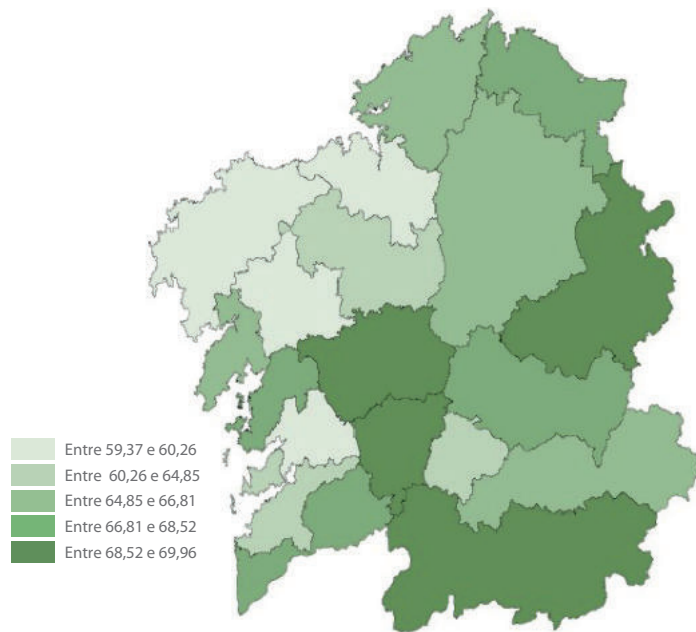 Entre 59,37 e 60,26
Entre 60,26 e 64,85
Entre 64,85 e 66,81
Entre 66,81 e 68,52
Entre 68,52 e 69,96